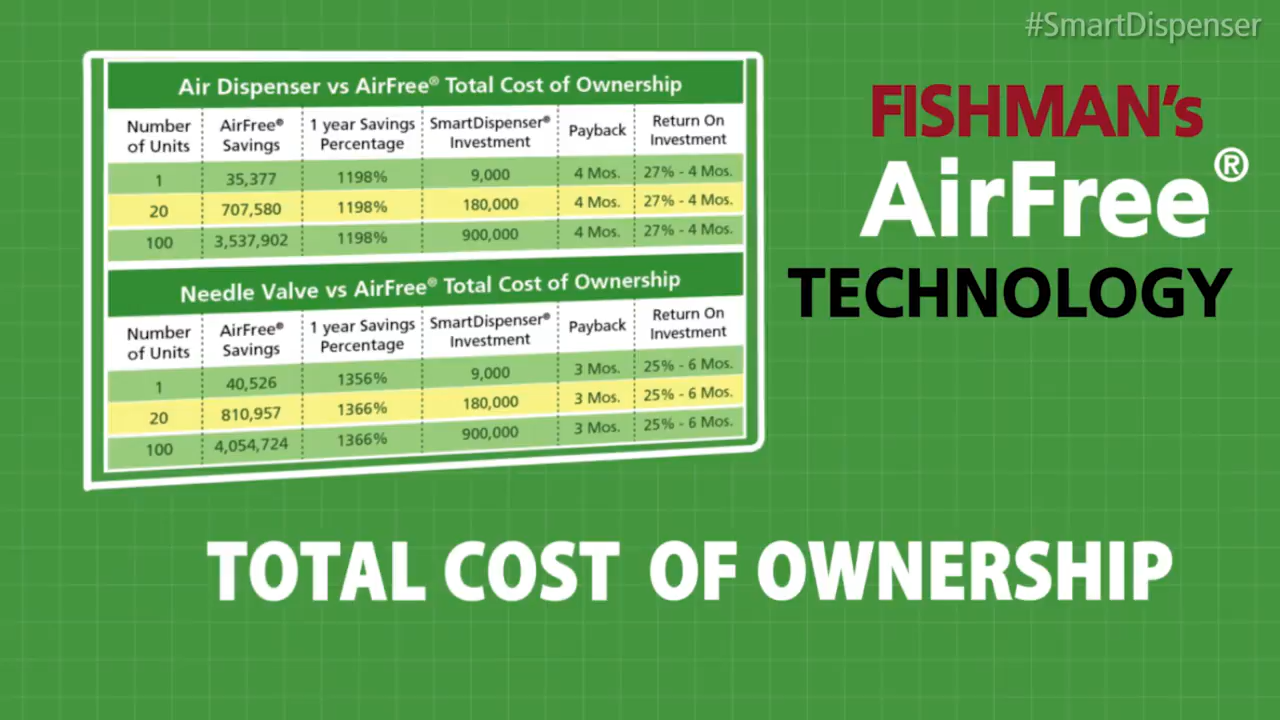 #SmartDispenser
Air Dispenser vs AirFree® Total Cost of Ownership
Number of Units | AirFree® Savings | 1 year Savings Percentage | SmartDispenser® Investment | Payback | Return On Investment
1 | 35,377 | 1198% | 9,000 | 4 Mos. | 27% - 4 Mos.
20 | 707,580 | 1198% | 180,000 | 4 Mos. | 27% - 4 Mos.
100 | 3,537,902 | 1198% | 900,000 | 4 Mos. | 27% - 4 Mos.
Needle Valve vs AirFree® Total Cost of Ownership
Number of Units | AirFree® Savings | 1 year Savings Percentage | SmartDispenser® Investment | Payback | Return On Investment
1 | 40,526 | 1356% | 9,000 | 3 Mos. | 25% - 6 Mos.
20 | 810,957 | 1366% | 180,000 | 3 Mos. | 25% - 6 Mos.
100 | 4,054,724 | 1366% | 900,000 | 3 Mos. | 25% - 6 Mos.
FISHMAN's
AirFree®
TECHNOLOGY
TOTAL COST OF OWNERSHIP